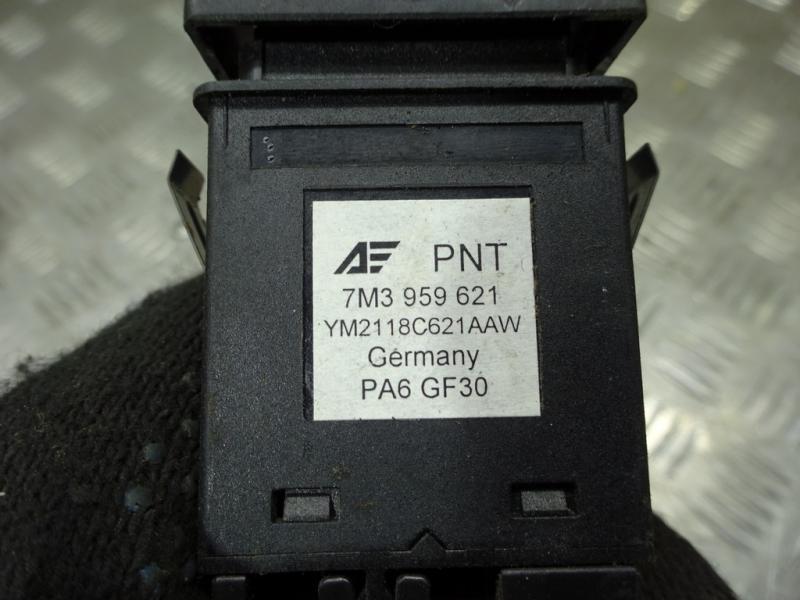 AE PNT
7M3 959 621
YM2118C621AAW
Germany
PA6 GF30